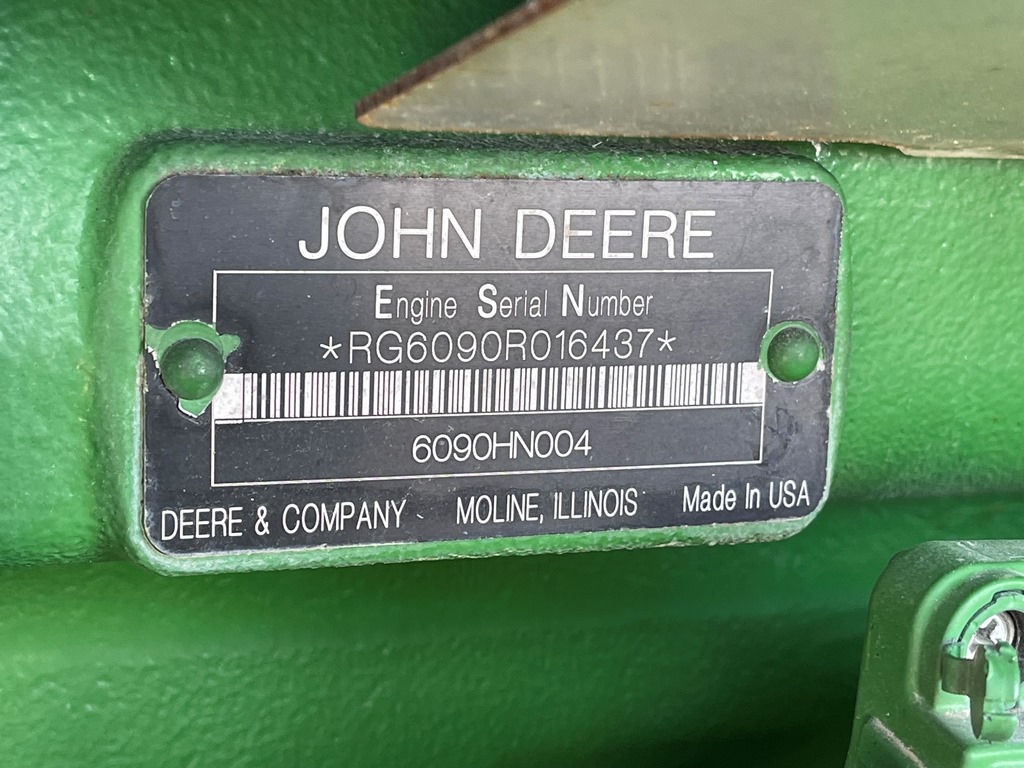 JOHN DEERE
Engine Serial Number
*RG6090R016437*
6090HN004
DEERE & COMPANY MOLINE, ILLINOIS Made In USA